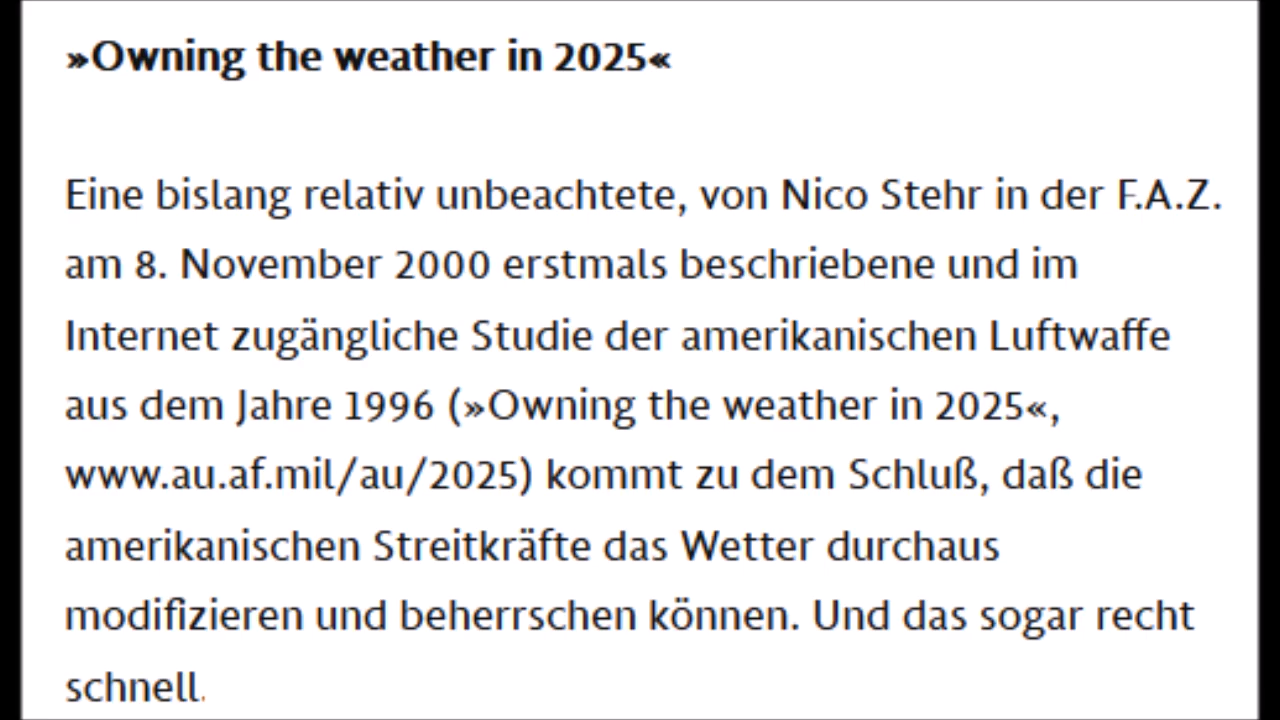 »Owning the weather in 2025«
Eine bislang relativ unbeachtete, von Nico Stehr in der F.A.Z.
am 8. November 2000 erstmals beschriebene und im
Internet zugängliche Studie der amerikanischen Luftwaffe
aus dem Jahre 1996 (»Owning the weather in 2025«,
www.au.af.mil/au/2025) kommt zu dem Schluß, daß die
amerikanischen Streitkräfte das Wetter durchaus
modifizieren und beherrschen können. Und das sogar recht
schnell.